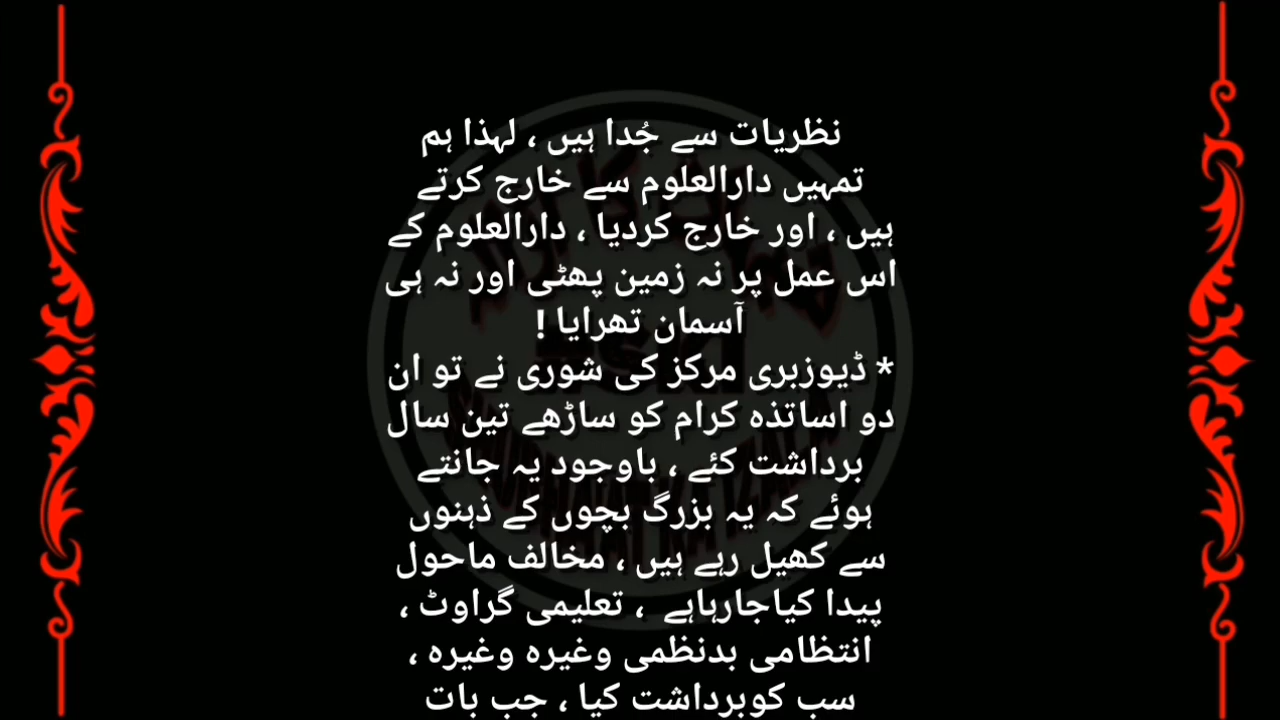 نظریات سے جُدا ہیں ، لہذا ہم
تمہیں دارالعلوم سے خارج کرتے
ہیں ، اور خارج کردیا ، دارالعلوم کے
اس عمل پر نہ زمین پھٹی اور نہ ہی
آسمان تھرایا !
* ڈیوزبری مرکز کی شوری نے تو ان
دو اساتذہ کرام کو ساڑھے تین سال
برداشت کئے ، باوجود یہ جانتے
ہوئے کہ یہ بزرگ بچوں کے ذہنوں
سے کھیل رہے ہیں ، مخالف ماحول
پیدا کیاجارہاہے ، تعلیمی گراوٹ ،
انتظامی بدنظمی وغیرہ وغیرہ ،
سب کوبرداشت کیا ، جب بات